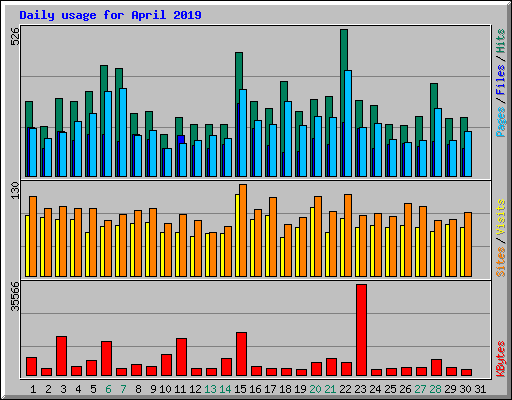 Daily usage for April 2019
526
Pages / Files / Hits
130
Sites / Visits
35566
KBytes
1 2 3 4 5 6 7 8 9 10 11 12 13 14 15 16 17 18 19 20 21 22 23 24 25 26 27 28 29 30 31